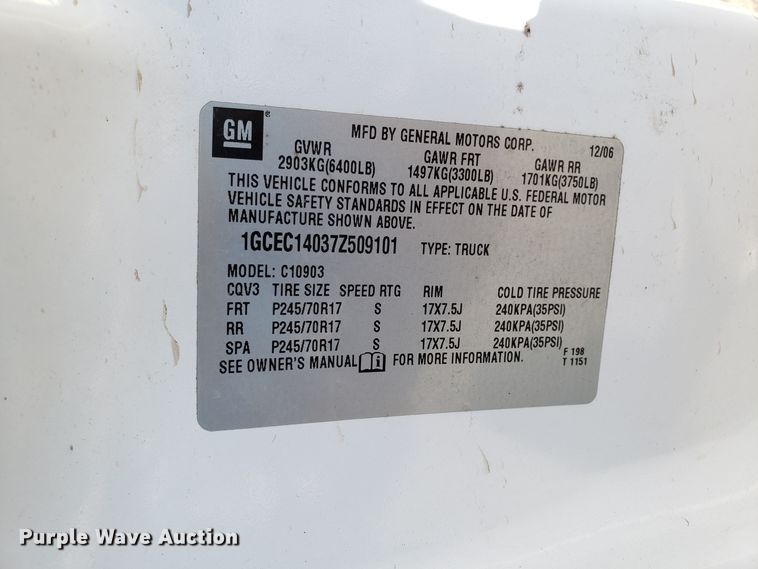 GM®
MFD BY GENERAL MOTORS CORP. 12/06
GVWR GAWR FRT GAWR RR
2903KG(6400LB) 1497KG(3300LB) 1701KG(3750LB)
THIS VEHICLE CONFORMS TO ALL APPLICABLE U.S. FEDERAL MOTOR
VEHICLE SAFETY STANDARDS IN EFFECT ON THE DATE OF
MANUFACTURE SHOWN ABOVE.
1GCEC14037Z509101 TYPE: TRUCK
MODEL: C10903
CQV3 TIRE SIZE SPEED RTG RIM COLD TIRE PRESSURE
FRT P245/70R17 S 17X7.5J 240KPA(35PSI)
RR P245/70R17 S 17X7.5J 240KPA(35PSI)
SPA P245/70R17 S 17X7.5J 240KPA(35PSI)
SEE OWNER'S MANUAL i FOR MORE INFORMATION. F 198
T 1151
Purple Wave Auction